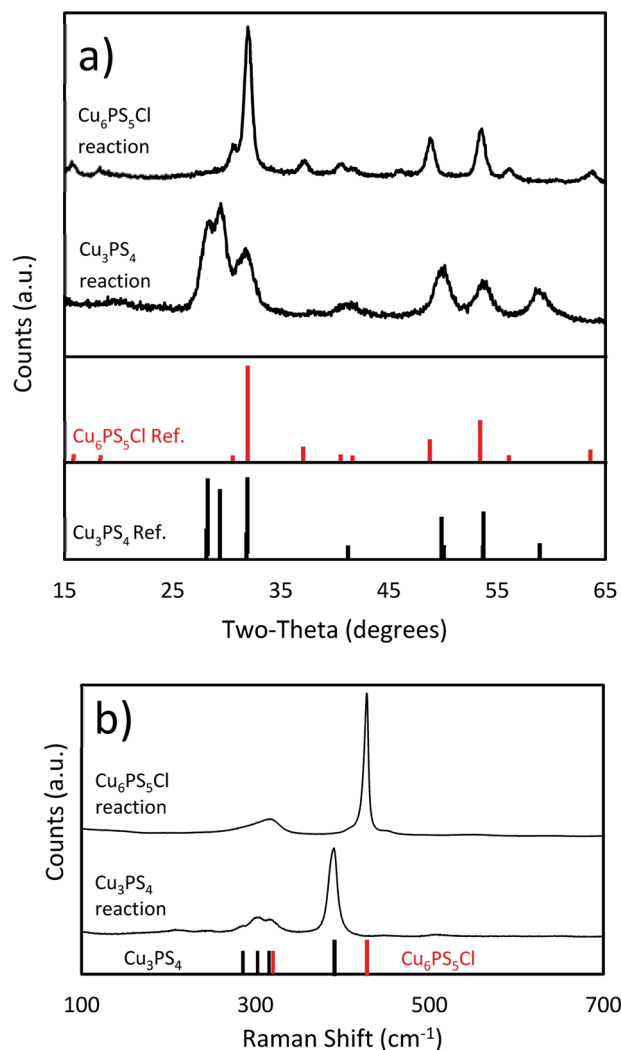 a)
Cu₆PS₅Cl
reaction
Cu₃PS₄
reaction
Counts (a.u.)
Cu₆PS₅Cl Ref.
Cu₃PS₄ Ref.
15 25 35 45 55 65
Two-Theta (degrees)
b)
Cu₆PS₅Cl
reaction
Cu₃PS₄
reaction
Counts (a.u.)
Cu₃PS₄ Cu₆PS₅Cl
100 300 500 700
Raman Shift (cm⁻¹)